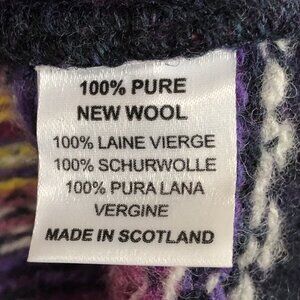 100% PURE
NEW WOOL
100% LAINE VIERGE
100% SCHURWOLLE
100% PURA LANA
VERGINE
MADE IN SCOTLAND